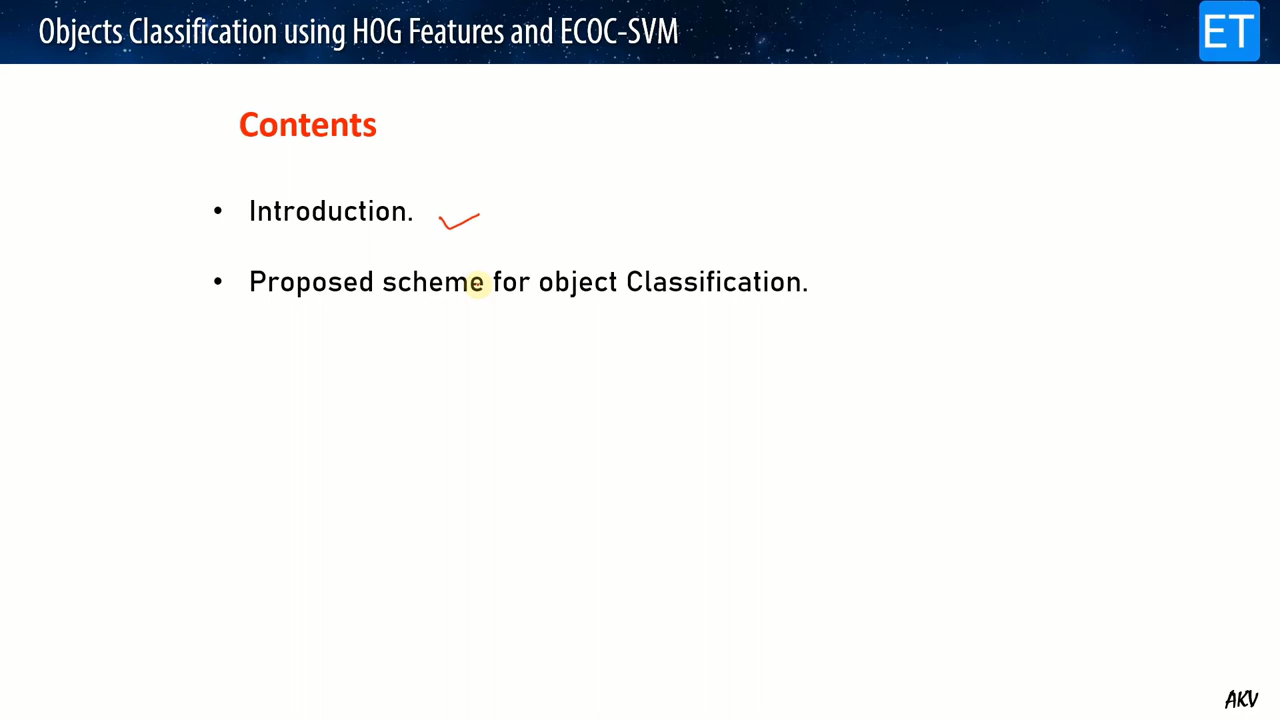 Objects Classification using HOG Features and ECOC-SVM
ET
Contents
• Introduction.
• Proposed scheme for object Classification.
AKV